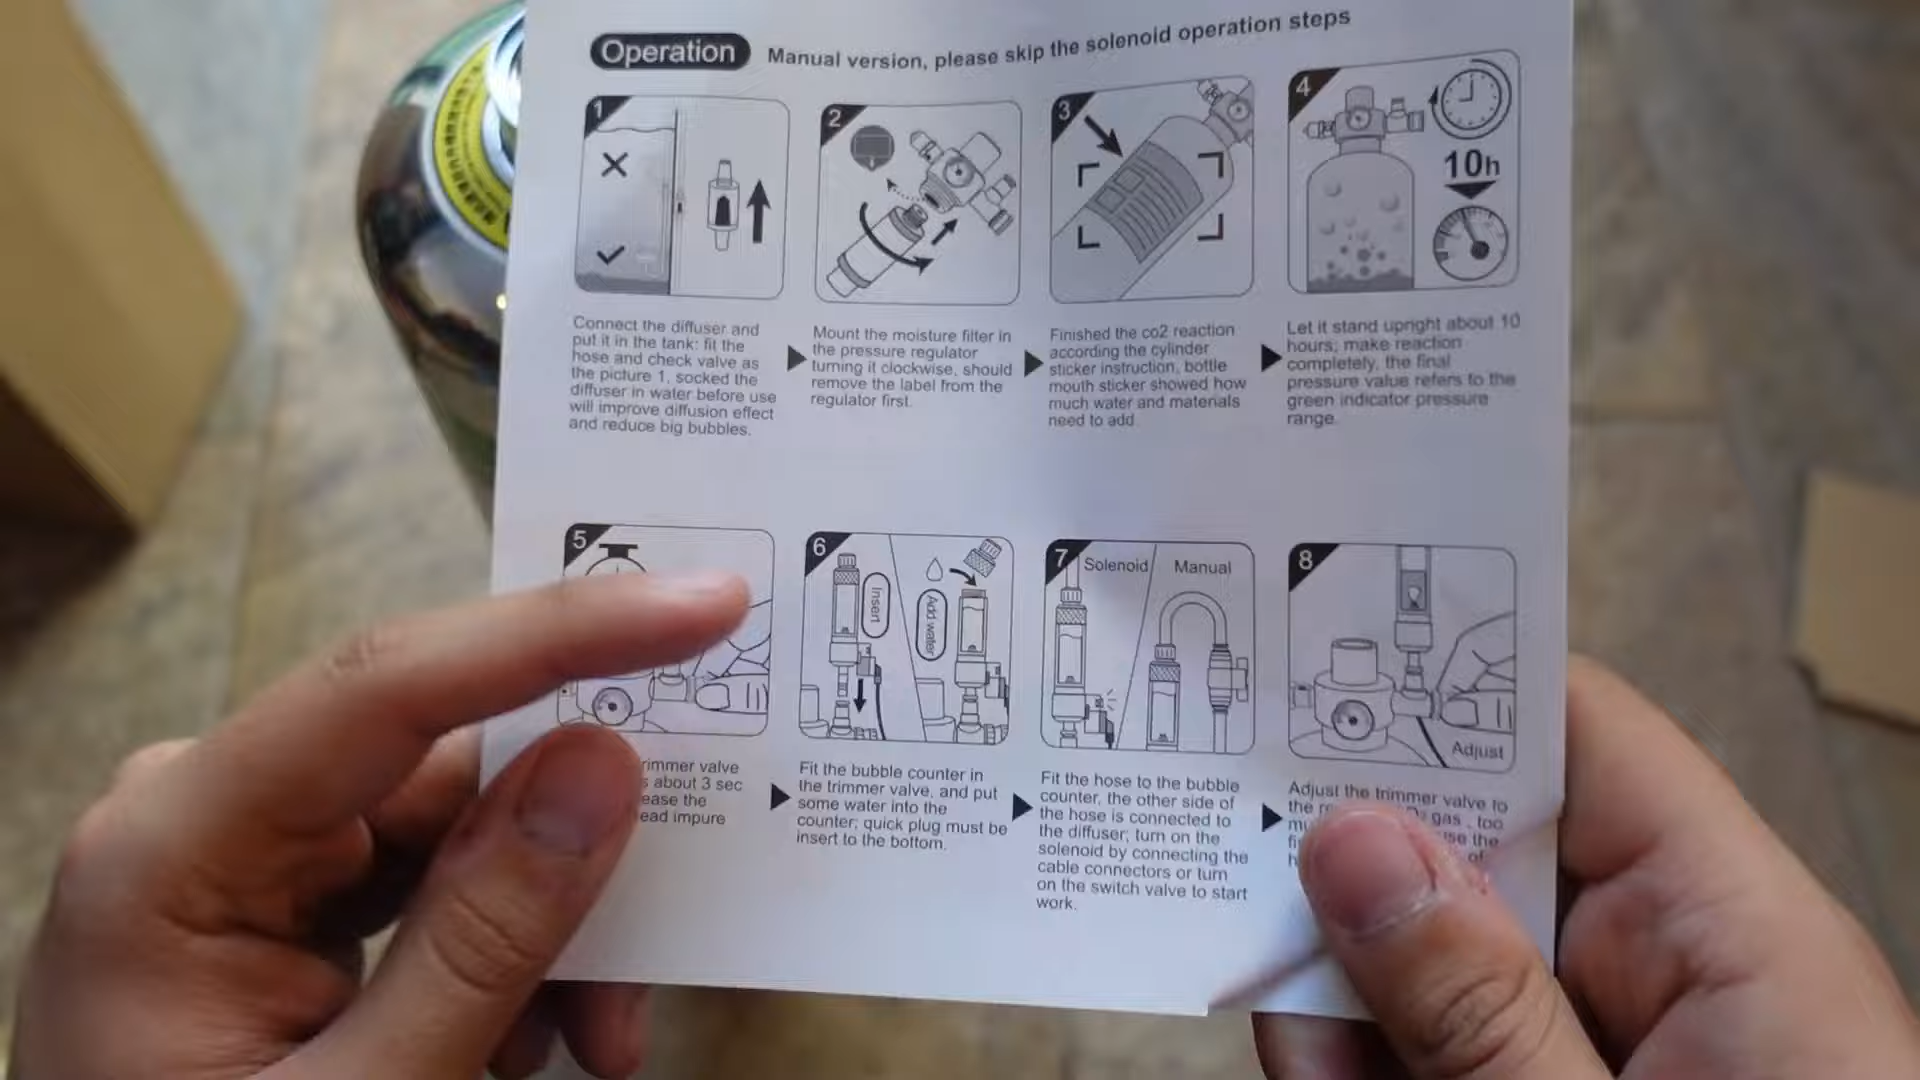 Operation
Manual version, please skip the solenoid operation steps
1
2
3
4
10h
Connect the diffuser and
put it in the tank: fit the
hose and check valve as
the picture 1, socked the
diffuser in water before use
will improve diffusion effect
and reduce big bubbles.
Mount the moisture filter in
the pressure regulator
turning it clockwise, should
remove the label from the
regulator first.
Finished the co2 reaction
according the cylinder
sticker instruction, bottle
mouth sticker showed how
much water and materials
need to add
Let it stand upright about 10
hours; make reaction
completely, the final
pressure value refers to the
green indicator pressure
range.
5
6
Insert
Add water
7
Solenoid
Manual
8
Adjust
rimmer valve
s about 3 sec
ease the
ead impure
Fit the bubble counter in
the trimmer valve, and put
some water into the
counter; quick plug must be
insert to the bottom.
Fit the hose to the bubble
counter, the other side of
the hose is connected to
the diffuser; turn on the
solenoid by connecting the
cable connectors or turn
on the switch valve to start
work.
Adjust the trimmer valve to
the gas , too
the
of